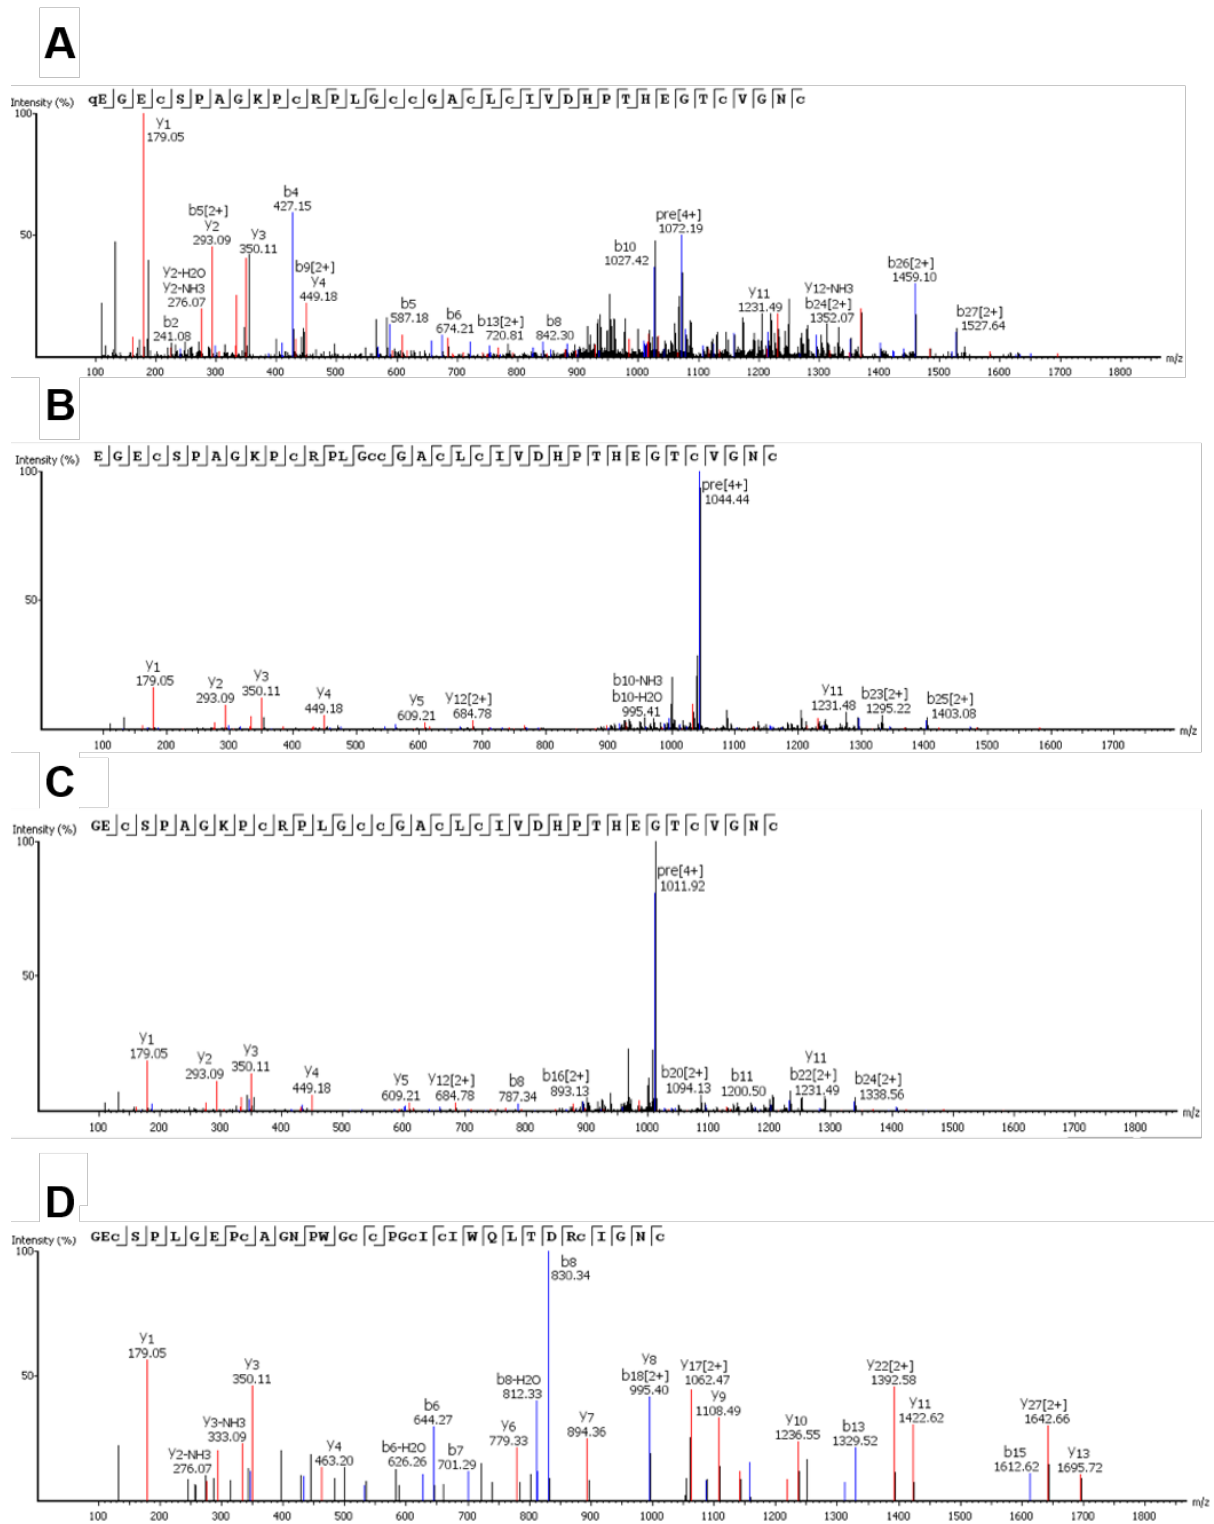 A
qEGEcSPAGKPcRPLGccGAcLcIVDHPTHEGTcVGNc
Intensity (%)
100
y1
179.05
b4
427.15
b5[2+]
y2
293.09
y3
350.11
pre[4+]
1072.19
50
b10
1027.42
b9[2+]
y4
449.18
y2-H2O
y2-NH3
276.07
b26[2+]
1459.10
y11
1231.49
y12-NH3
b24[2+]
1352.07
b2
241.08
b5
587.18
b6
674.21
b13[2+]
720.81
b8
842.30
b27[2+]
1527.64
100 200 300 400 500 600 700 800 900 1000 1100 1200 1300 1400 1500 1600 1700 1800 m/z
B
EGEcSPAGKPcRPLGccGAcLcIVDHPTHEGTcVGNc
Intensity (%)
100
pre[4+]
1044.44
50
y1
179.05
y2
293.09
y3
350.11
y4
449.18
y5
609.21
y12[2+]
684.78
b10-NH3
b10-H2O
995.41
y11
1231.48
b23[2+]
1295.22
b25[2+]
1403.08
100 200 300 400 500 600 700 800 900 1000 1100 1200 1300 1400 1500 1600 1700 m/z
C
GEcSPAGKPcRPLGccGAcLcIVDHPTHEGTcVGNc
Intensity (%)
100
pre[4+]
1011.92
50
y1
179.05
y2
293.09
y3
350.11
y4
449.18
y5
609.21
y12[2+]
684.78
b8
787.34
b16[2+]
893.13
b20[2+]
1094.13
b11
1200.50
y11
b22[2+]
1231.49
b24[2+]
1338.56
100 200 300 400 500 600 700 800 900 1000 1100 1200 1300 1400 1500 1600 1700 1800 m/z
D
GEcSPLGEPcAGNPWGccPGcIcIWQLTDRcIGNc
Intensity (%)
100
b8
830.34
y1
179.05
50
y3
350.11
b8-H2O
812.33
y8
b18[2+]
995.40
y17[2+]
1062.47
y22[2+]
1392.58
y3-NH3
333.09
b6
644.27
y9
1108.49
y11
1422.62
y27[2+]
1642.66
y2-NH3
276.07
y4
463.20
b6-H2O
626.26
b7
701.29
y6
779.33
y7
894.36
y10
1236.55
b13
1329.52
b15
1612.62
y13
1695.72
100 200 300 400 500 600 700 800 900 1000 1100 1200 1300 1400 1500 1600 1700 1800 m/z